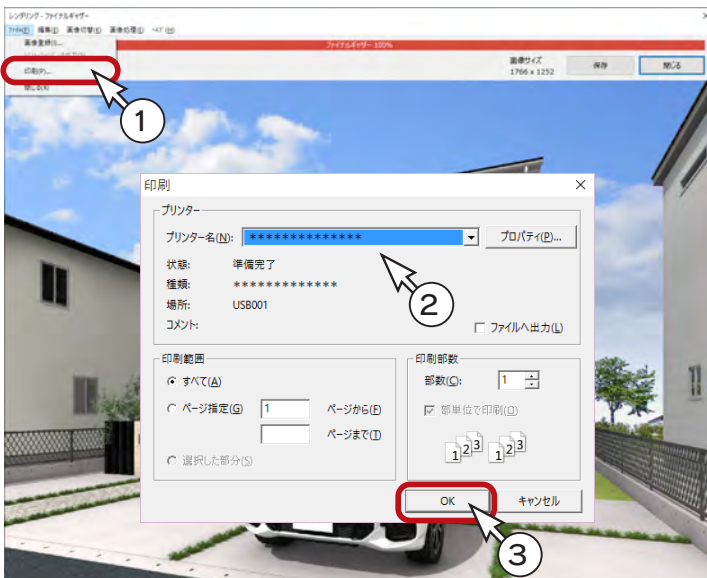 レンダリング - ファイナルギャザー
ファイル(F) 編集(E) 画像切替(I) 画像処理(I) ヘルプ(H)
画像登録(I)...
ファイナルギャザー 100%
印刷(P)...
閉じる(X)
画像サイズ
1766 x 1252
保存
閉じる
1
印刷
プリンター
プリンター名(N): **************
プロパティ(P)...
状態: 準備完了
種類: *************
場所: USB001
コメント:
ファイルへ出力(L)
2
印刷範囲
すべて(A)
ページ指定(G) 1 ページから(F)
ページまで(T)
選択した部分(S)
印刷部数
部数(C): 1
部単位で印刷(O)
1 2 3 1 2 3
OK
キャンセル
3